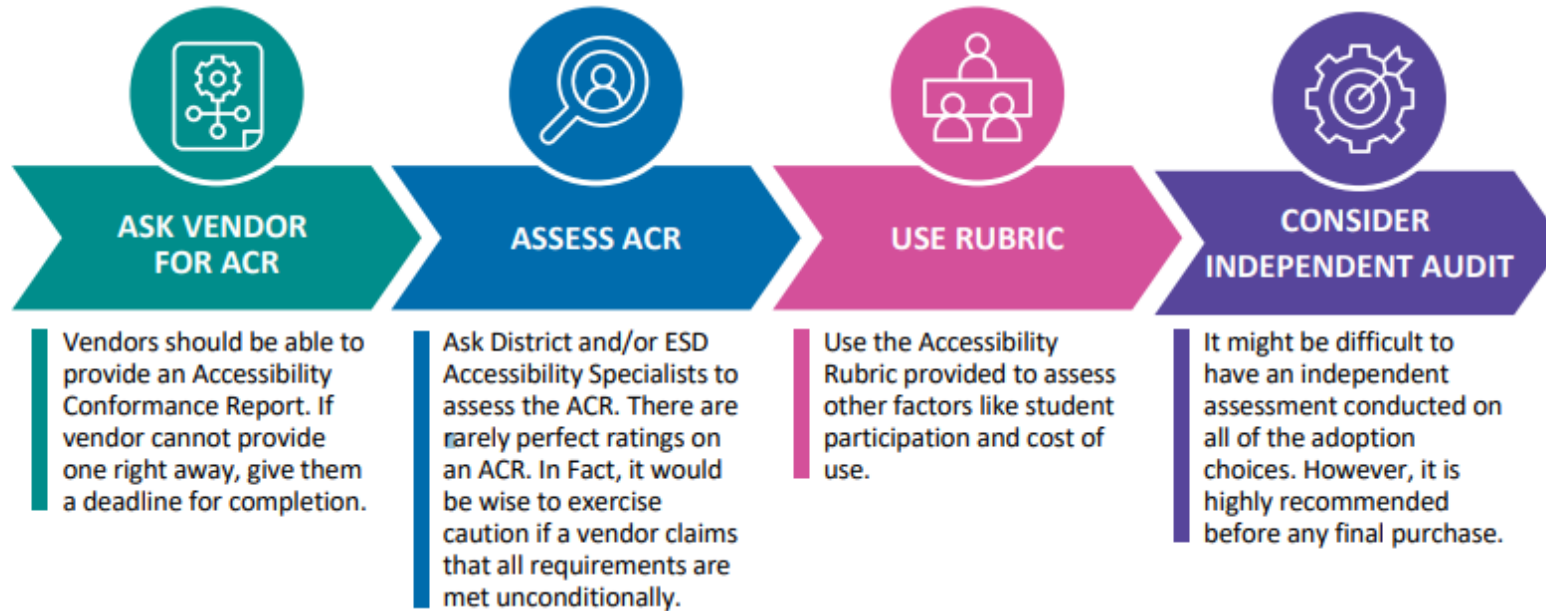 ASK VENDOR
FOR ACR
Vendors should be able to
provide an Accessibility
Conformance Report. If
vendor cannot provide
one right away, give them
a deadline for completion.
ASSESS ACR
Ask District and/or ESD
Accessibility Specialists to
assess the ACR. There are
rarely perfect ratings on
an ACR. In Fact, it would
be wise to exercise
caution if a vendor claims
that all requirements are
met unconditionally.
USE RUBRIC
Use the Accessibility
Rubric provided to assess
other factors like student
participation and cost of
use.
CONSIDER
INDEPENDENT AUDIT
It might be difficult to
have an independent
assessment conducted on
all of the adoption
choices. However, it is
highly recommended
before any final purchase.